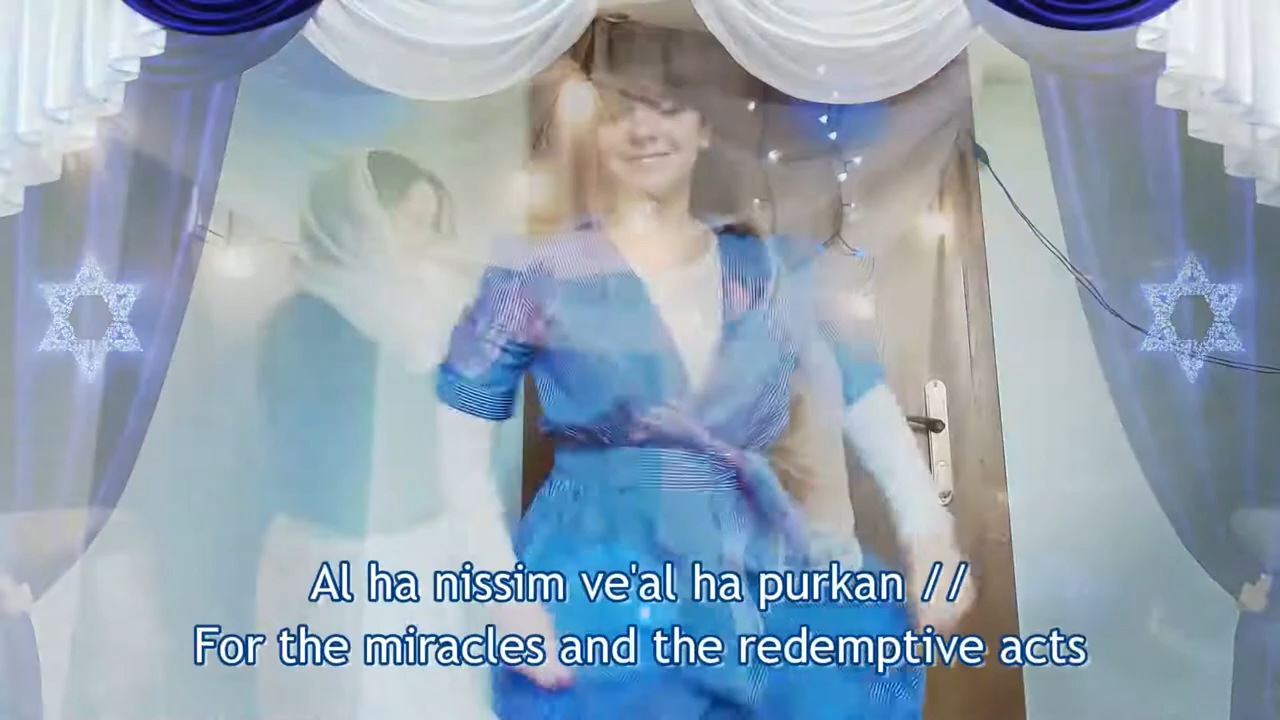 Al ha nissim ve'al ha purkan //
For the miracles and the redemptive acts